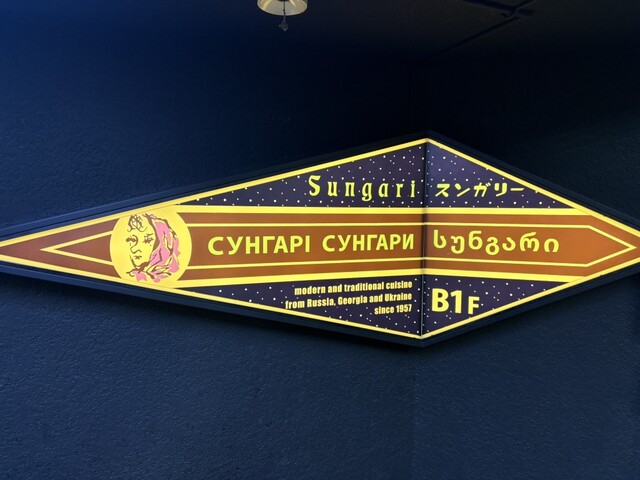 Sungari スンガリー
СУНГАРІ СУНГАРИ სუნგარი
modern and traditional cuisine
from Russia, Georgia and Ukraine
since 1957
B1F